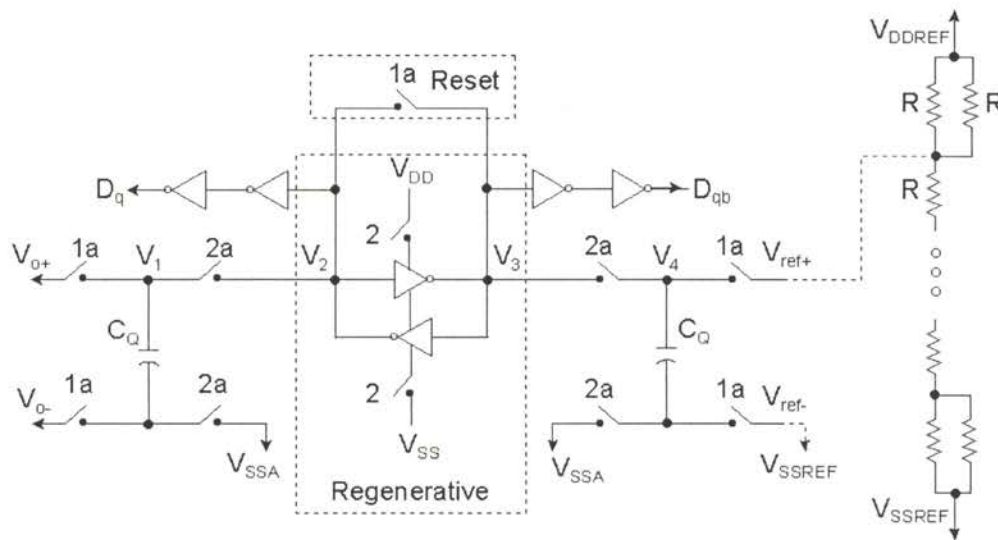 V_DDREF
1a Reset
R R
V_DD
D_q D_qb
R
2
V_o+ 1a V_1 2a V_2 V_3 2a V_4 1a V_ref+
C_Q C_Q
V_o- 1a 2a 2 2a 1a V_ref-
V_SSA V_SS V_SSA V_SSREF
Regenerative
V_SSREF